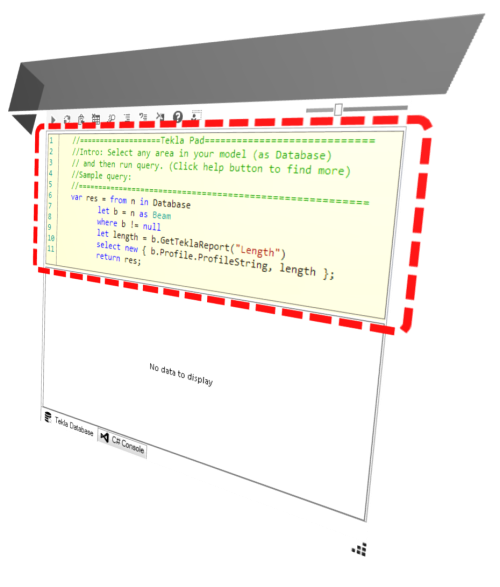 1 //====================Tekla Pad==========================
2 //Intro: Select any area in your model (as Database)
3 // and then run query. (Click help button to find more)
4 //Sample query:
5 //==========================================================
6 var res = from n in Database
7 let b = n as Beam
8 where b != null
9 let length = b.GetTeklaReport("Length")
10 select new { b.Profile.ProfileString, length };
11 return res;
No data to display
Tekla Database
C# Console